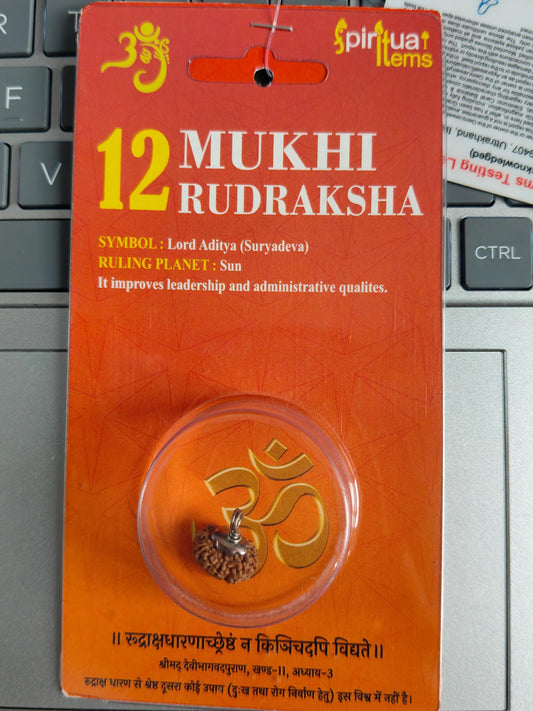 Spiritual
Items
12 MUKHI
RUDRAKSHA
SYMBOL : Lord Aditya (Suryadeva)
RULING PLANET : Sun
It improves leadership and administrative qualites.
ॐ
॥ रुद्राक्षधारणाच्छ्रेष्ठं न किञ्चिदपि विद्यते॥
श्रीमद् देवीभागवदपुराण, खण्ड-II, अध्याय-3
रुद्राक्ष धारण से श्रेष्ठ दूसरा कोई उपाय (दुःख तथा रोग निर्वाण हेतु) इस विश्व में नहीं है।
F
V
CTRL